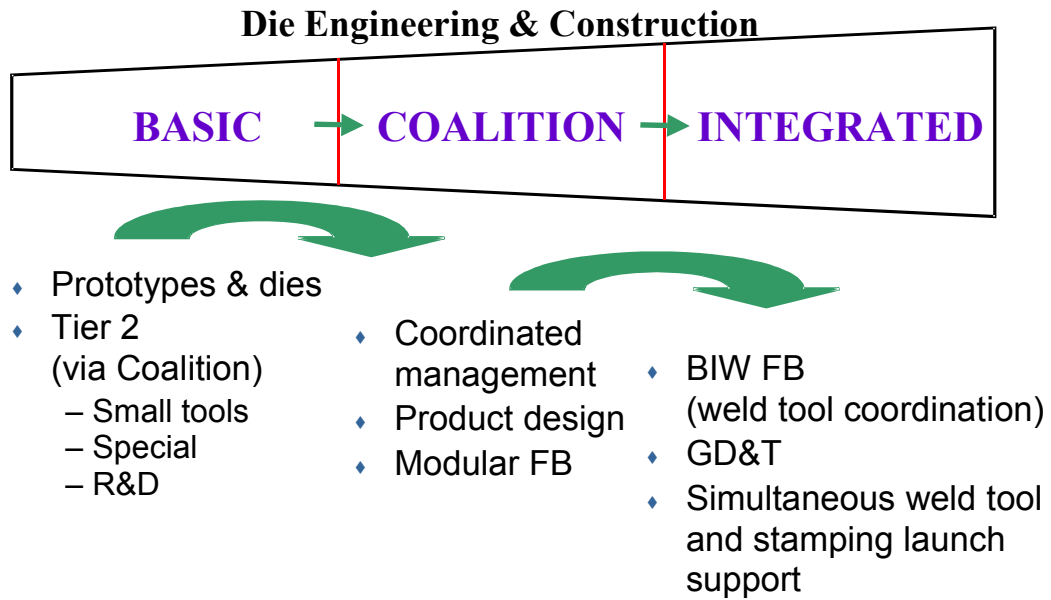 Die Engineering & Construction
BASIC
COALITION
INTEGRATED
♦ Prototypes & dies
♦ Tier 2
(via Coalition)
– Small tools
– Special
– R&D
♦ Coordinated
management
♦ Product design
♦ Modular FB
♦ BIW FB
(weld tool coordination)
♦ GD&T
♦ Simultaneous weld tool
and stamping launch
support